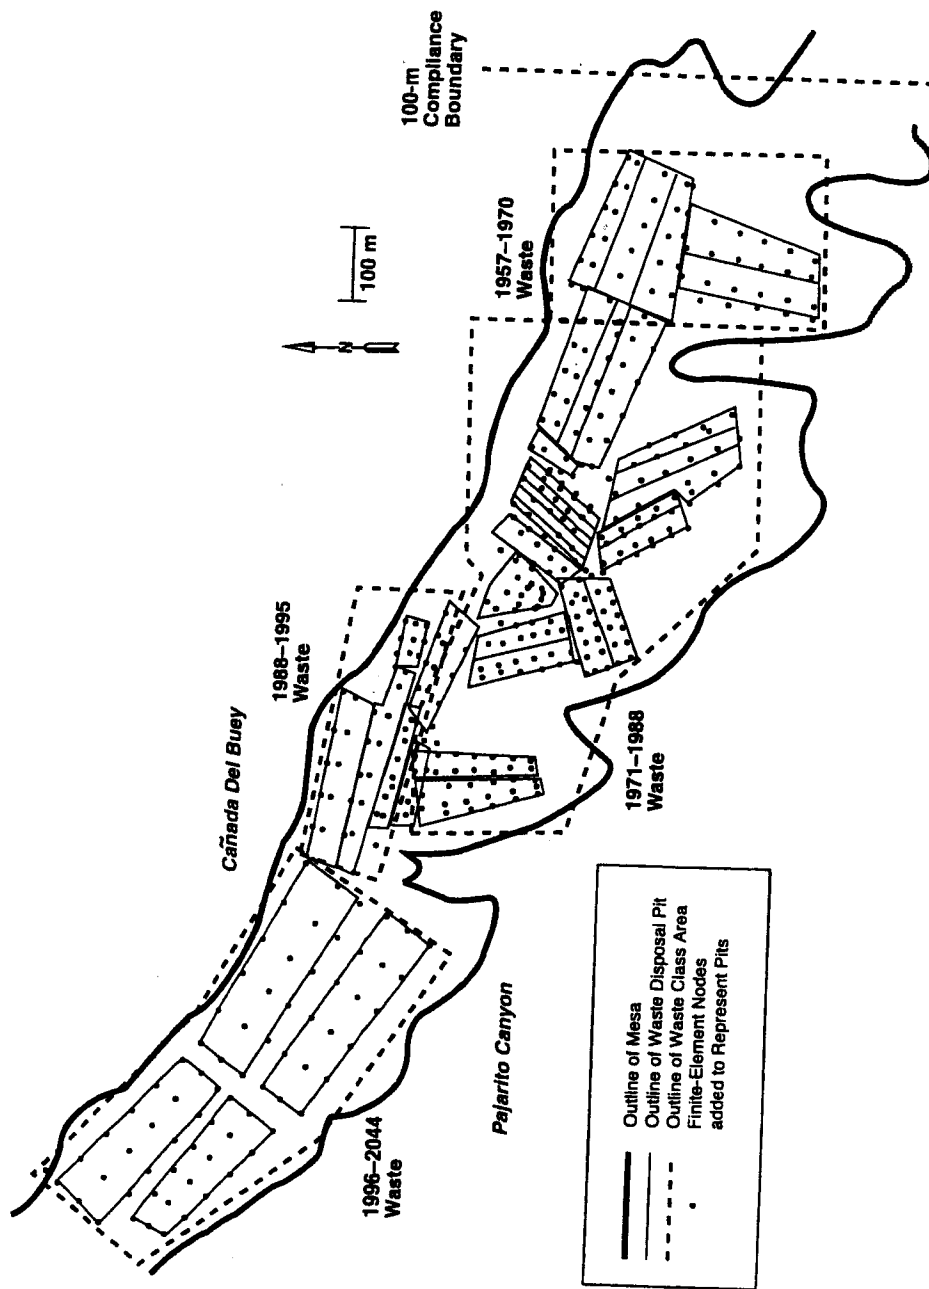 100-m
Compliance
Boundary
100 m
N
1957–1970
Waste
1988–1995
Waste
Cañada Del Buey
1971–1988
Waste
Pajarito Canyon
1996–2044
Waste
Outline of Mesa
Outline of Waste Disposal Pit
Outline of Waste Class Area
Finite-Element Nodes
added to Represent Pits